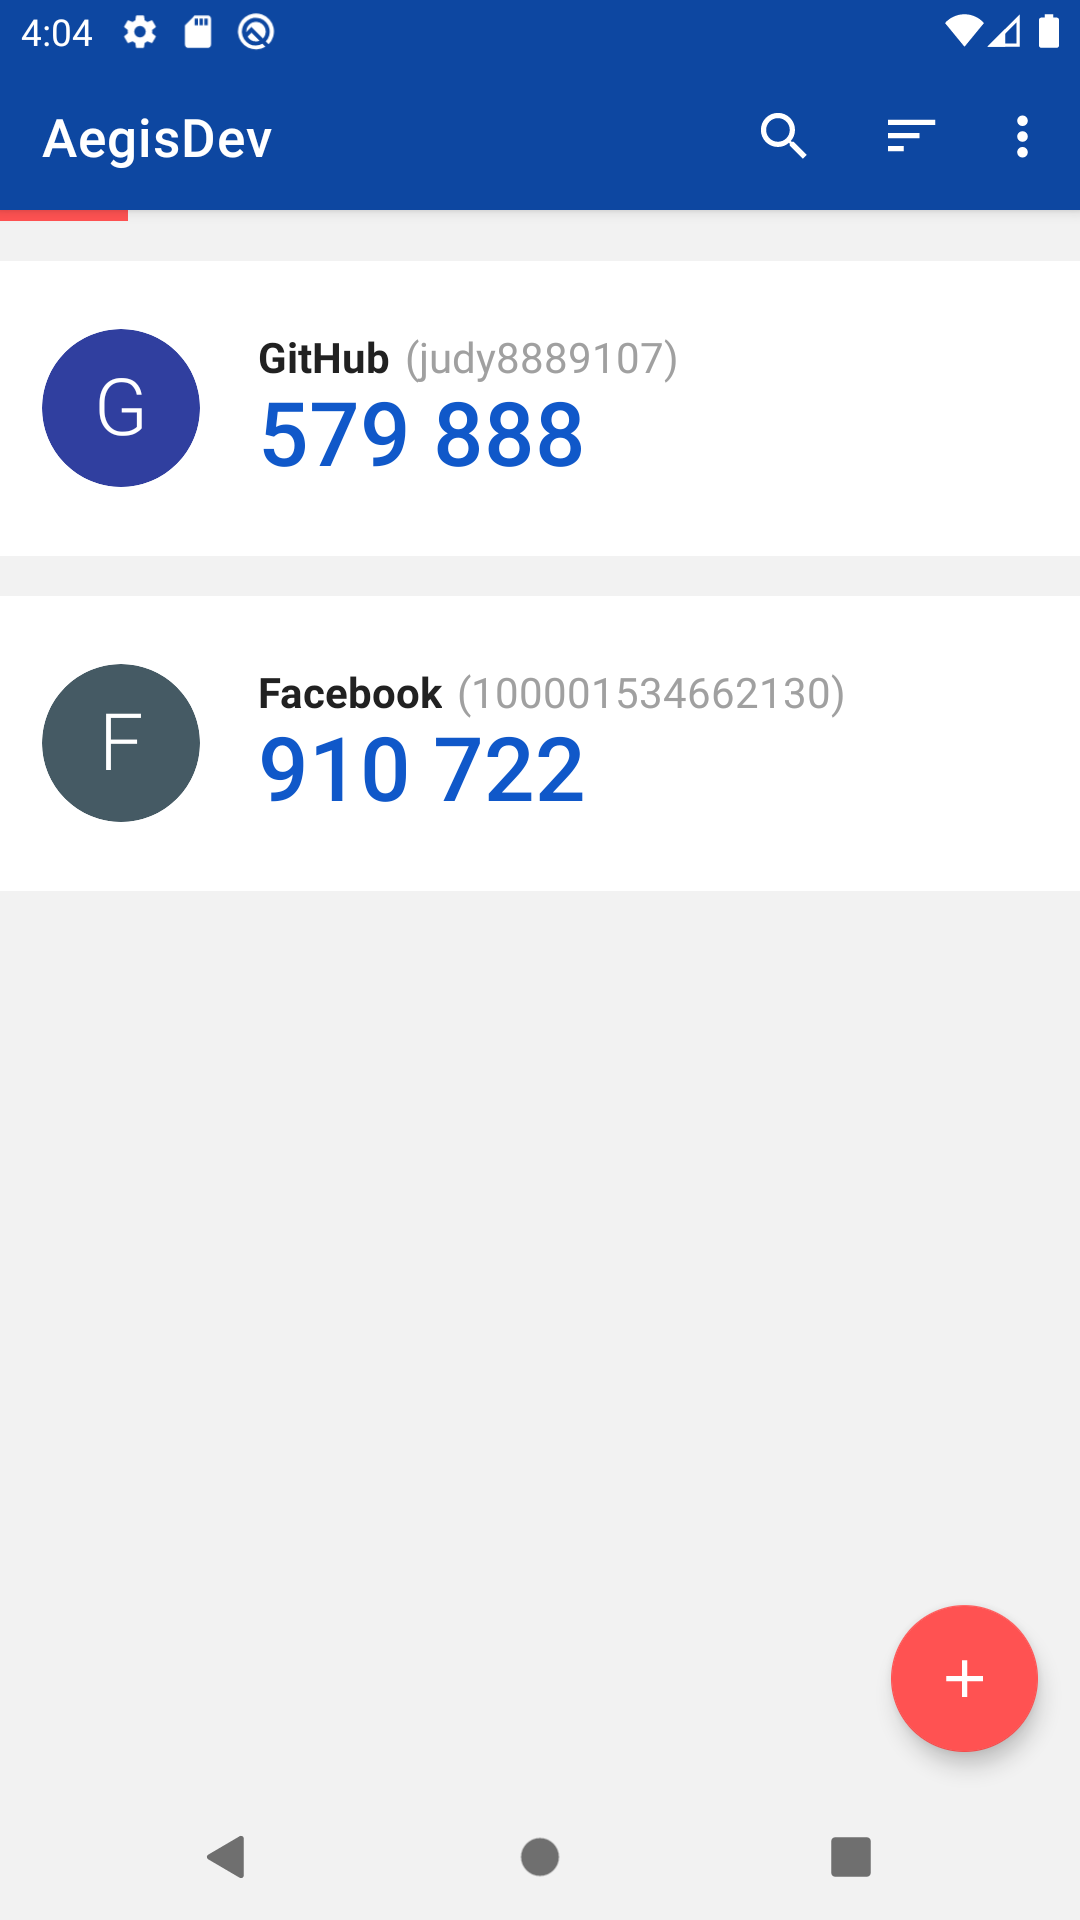 4:04
AegisDev
G
GitHub (judy8889107)
579 888
F
Facebook (100001534662130)
910 722